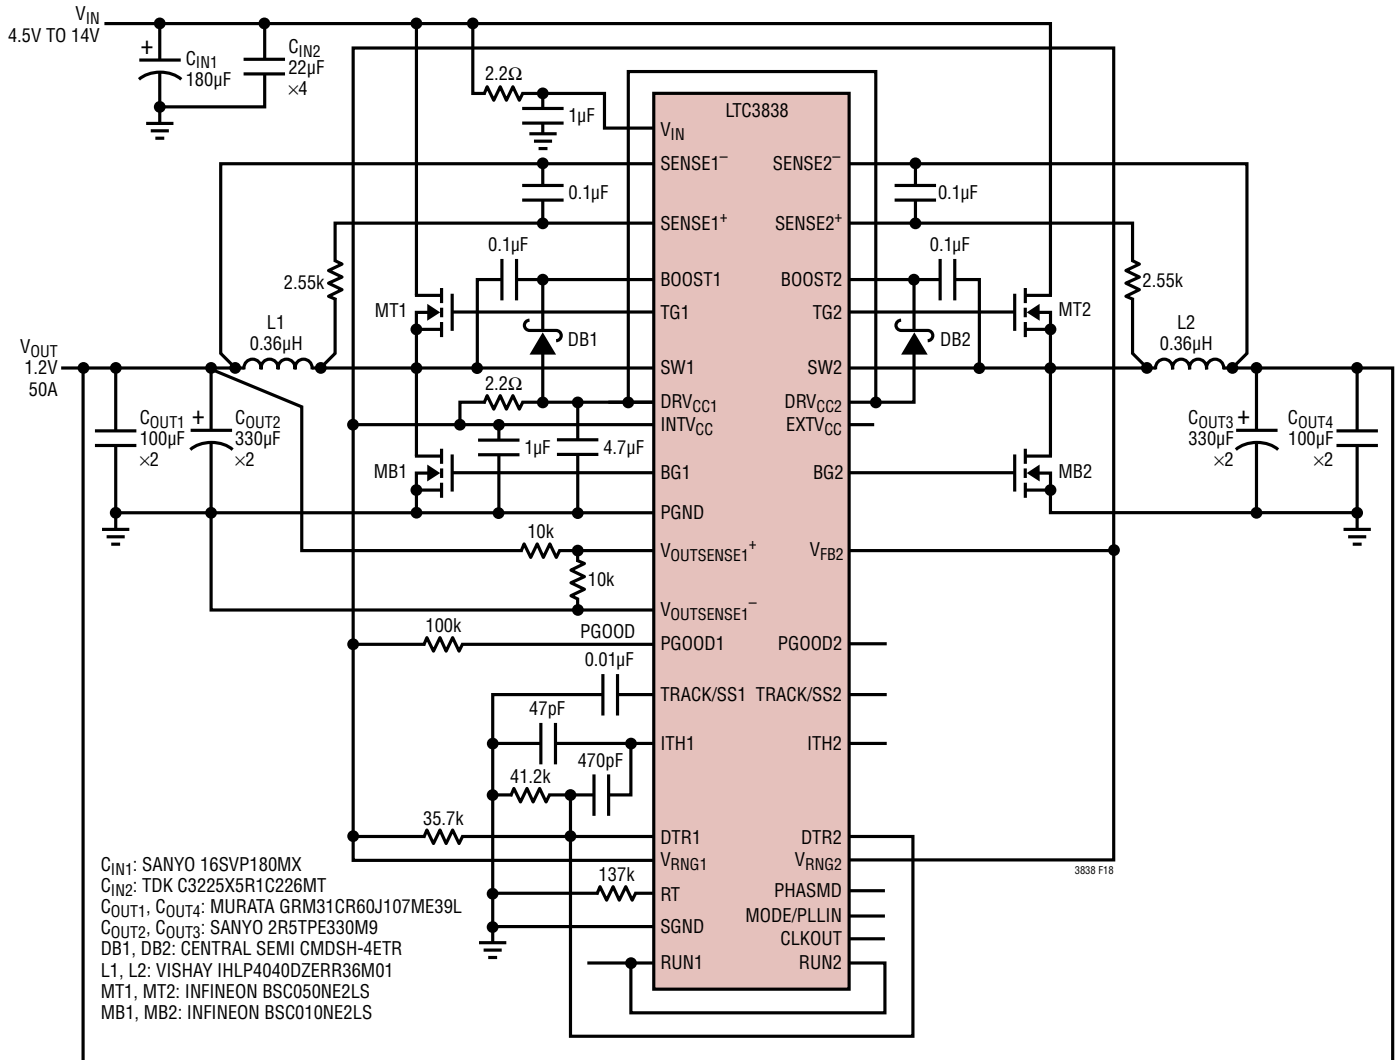 VIN
4.5V TO 14V
CIN1
180µF
CIN2
22µF
×4
2.2Ω
1µF
LTC3838
VIN
SENSE1–
SENSE2–
0.1µF
0.1µF
SENSE1+
SENSE2+
0.1µF
0.1µF
2.55k
BOOST1
BOOST2
2.55k
MT1
TG1
TG2
MT2
L1
0.36µH
DB1
DB2
L2
0.36µH
VOUT
1.2V
50A
SW1
SW2
2.2Ω
DRVCC1
DRVCC2
COUT1
100µF
×2
COUT2
330µF
×2
INTVCC
EXTVCC
COUT3
330µF
×2
COUT4
100µF
×2
1µF
4.7µF
MB1
BG1
BG2
MB2
PGND
10k
VOUTSENSE1+
VFB2
10k
VOUTSENSE1–
100k
PGOOD
PGOOD1
PGOOD2
0.01µF
TRACK/SS1
TRACK/SS2
47pF
ITH1
ITH2
470pF
41.2k
35.7k
DTR1
DTR2
VRNG1
VRNG2
3838 F18
137k
RT
PHASMD
MODE/PLLIN
SGND
CLKOUT
RUN1
RUN2
CIN1: SANYO 16SVP180MX
CIN2: TDK C3225X5R1C226MT
COUT1, COUT4: MURATA GRM31CR60J107ME39L
COUT2, COUT3: SANYO 2R5TPE330M9
DB1, DB2: CENTRAL SEMI CMDSH-4ETR
L1, L2: VISHAY IHLP4040DZERR36M01
MT1, MT2: INFINEON BSC050NE2LS
MB1, MB2: INFINEON BSC010NE2LS